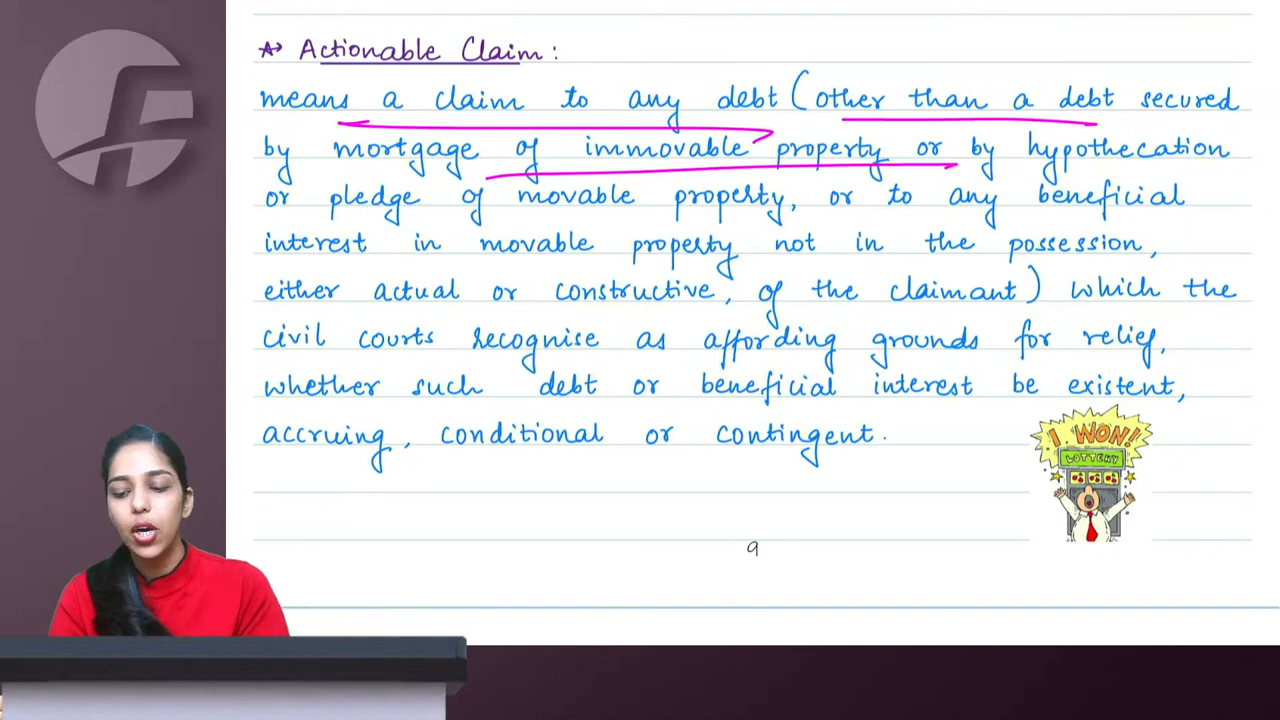 Actionable Claim:
means a claim to any debt (other than a debt secured
by mortgage of immovable property or by hypothecation
or pledge of movable property, or to any beneficial
interest in movable property not in the possession,
either actual or constructive, of the claimant) which the
civil courts recognise as affording grounds for relief,
whether such debt or beneficial interest be existent,
accruing, conditional or contingent.
I WON!
LOTTERY
9